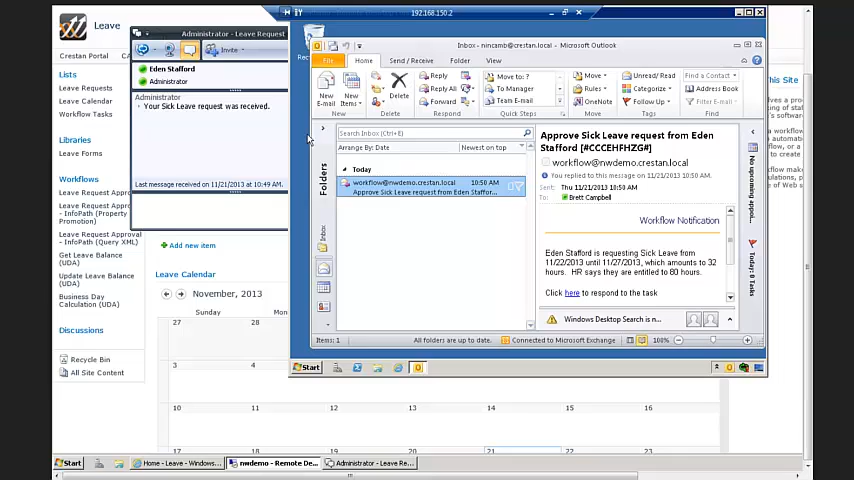 Leave
Crestan Portal
Lists
Leave Requests
Leave Calendar
Workflow Tasks
Libraries
Leave Forms
Workflows
Leave Request Approval
Leave Request Approval
- InfoPath (Property
Promotion)
Leave Request Approval
- InfoPath (Query XML)
Get Leave Balance
(UDA)
Update Leave Balance
(UDA)
Business Day
Calculation (UDA)
Discussions
Recycle Bin
All Site Content
Administrator - Leave Request
Invite
Eden Stafford
Administrator
Administrator
Your Sick Leave request was received.
Last message received on 11/21/2013 at 10:49 AM.
Add new item
Leave Calendar
November, 2013
Sunday
27
28
3
4
10
11
12
13
14
15
16
17
18
19
20
21
22
23
192.168.150.2
Inbox - nincamb@crestan.local - Microsoft Outlook
File
Home
Send / Receive
Folder
View
New
E-mail
New
Items
Delete
Reply
Reply All
Forward
Move to: ?
To Manager
Team E-mail
Move
Rules
OneNote
Unread/ Read
Categorize
Follow Up
Find a Contact
Address Book
Filter E-mail
New
Delete
Respond
Quick Steps
Move
Tags
Find
Search Inbox (Ctrl+E)
Arrange By: Date
Newest on top
Today
workflow@nwdemo.crestan.local
10:50 AM
Approve Sick Leave request from Eden Staffor...
Folders
Inbox
Approve Sick Leave request from Eden
Stafford [#CCCEHFHZG#]
workflow@nwdemo.crestan.local
You replied to this message on 11/21/2013 10:50 AM.
Sent:
Thu 11/21/2013 10:50 AM
To:
Brett Campbell
Workflow Notification
Eden Stafford is requesting Sick Leave from
11/22/2013 until 11/27/2013, which amounts to 32
hours. HR says they are entitled to 80 hours.
Click here to respond to the task
Windows Desktop Search is n...
No upcoming appoi...
Today: 0 Tasks
Items: 1
All folders are up to date.
Connected to Microsoft Exchange
100%
Start
his Site
Start
Home - Leave - Windows...
nwdemo - Remote De...
Administrator - Leave Re...